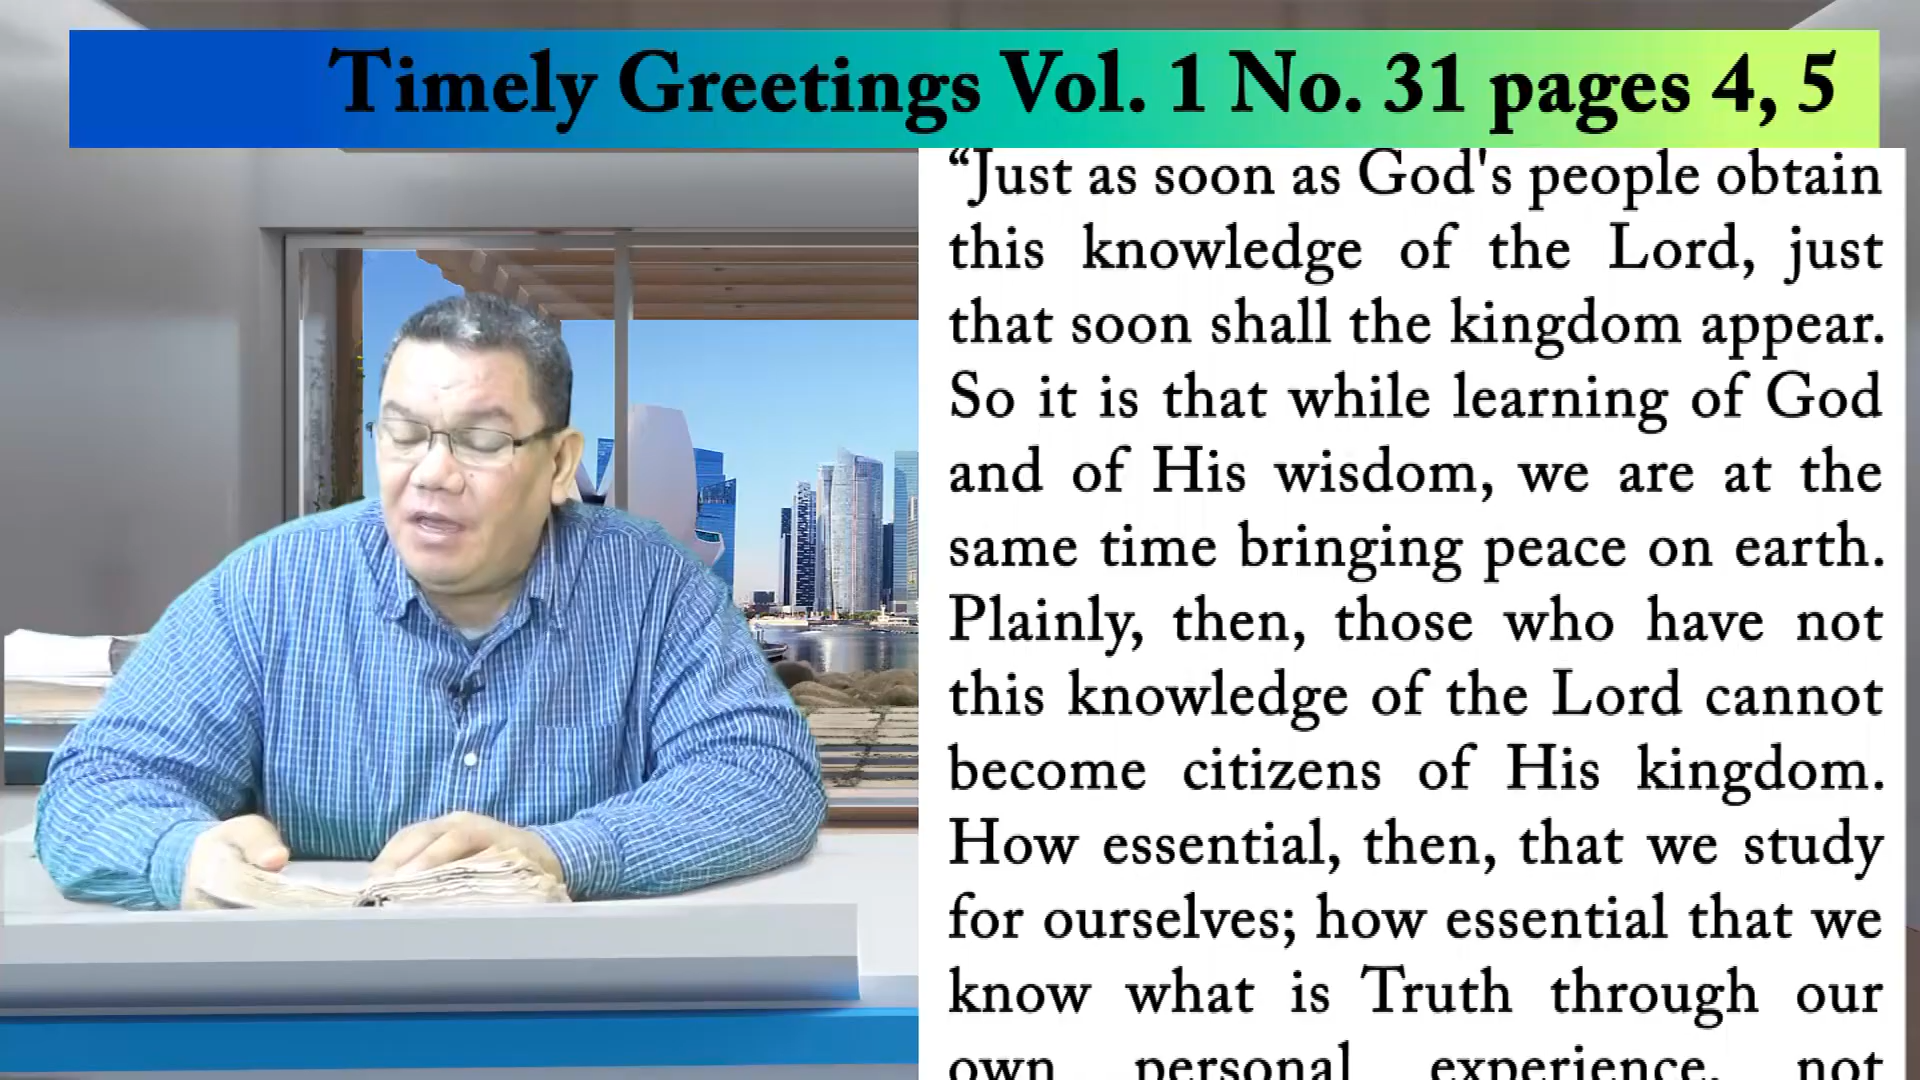 Timely Greetings Vol. 1 No. 31 pages 4, 5
“Just as soon as God's people obtain
this knowledge of the Lord, just
that soon shall the kingdom appear.
So it is that while learning of God
and of His wisdom, we are at the
same time bringing peace on earth.
Plainly, then, those who have not
this knowledge of the Lord cannot
become citizens of His kingdom.
How essential, then, that we study
for ourselves; how essential that we
know what is Truth through our
own personal experience, not